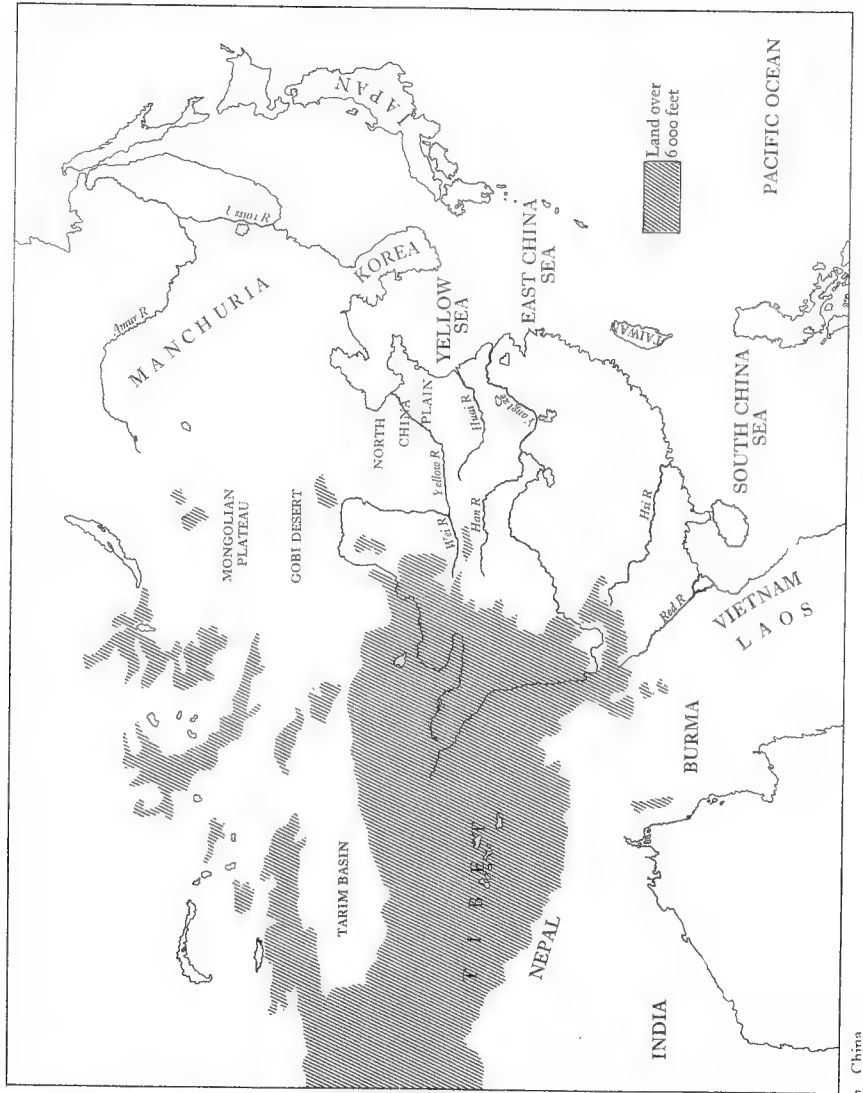 JAPAN
Ussuri R
Amur R
MANCHURIA
KOREA
MONGOLIAN
PLATEAU
GOBI DESERT
NORTH
CHINA
PLAIN
YELLOW
SEA
Yellow R
Wei R
Huai R
Han R
Yangtze
EAST CHINA
SEA
Land over
6 000 feet
PACIFIC OCEAN
TAIWAN
SOUTH CHINA
SEA
Hsi R
Red R
VIETNAM
LAOS
BURMA
TARIM BASIN
TIBET
NEPAL
INDIA
1 China